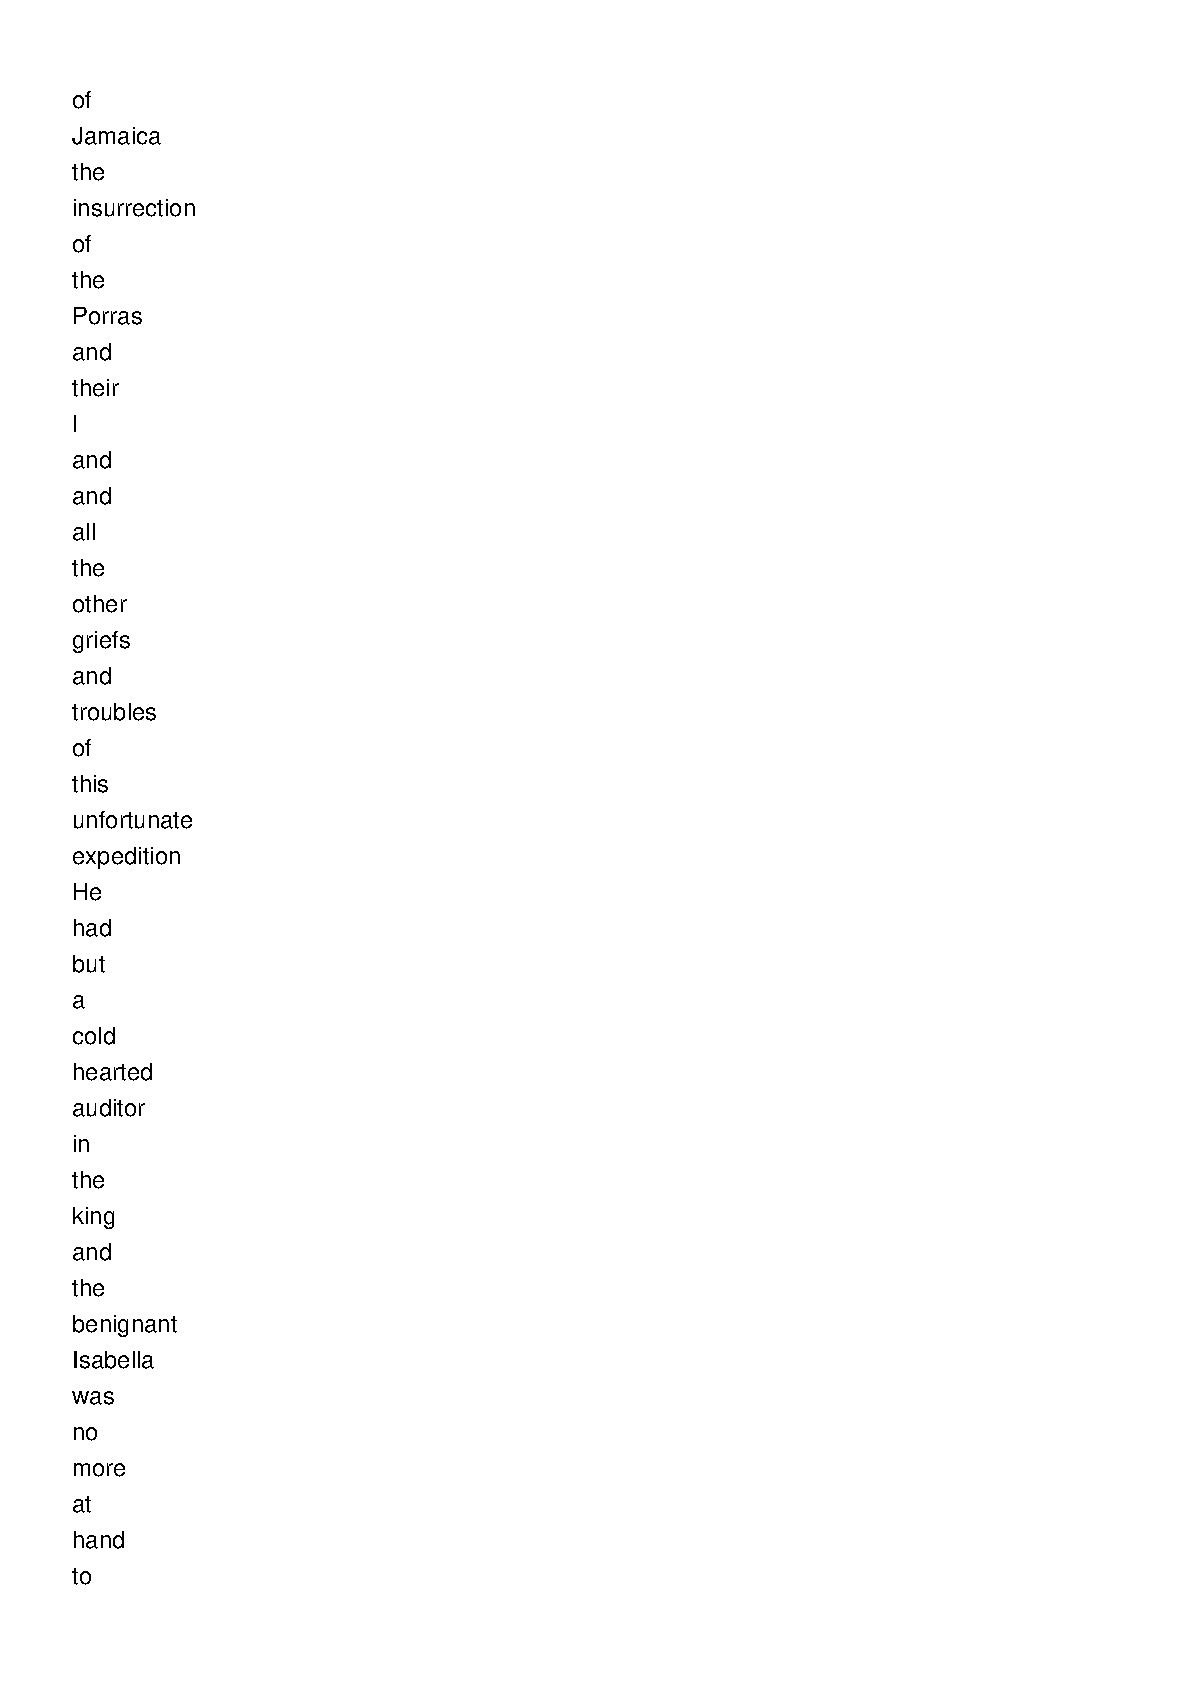 of
Jamaica
the
insurrection
of
the
Porras
and
their
I
and
and
all
the
other
griefs
and
troubles
of
this
unfortunate
expedition
He
had
but
a
cold
hearted
auditor
in
the
king
and
the
benignant
Isabella
was
no
more
at
hand
to